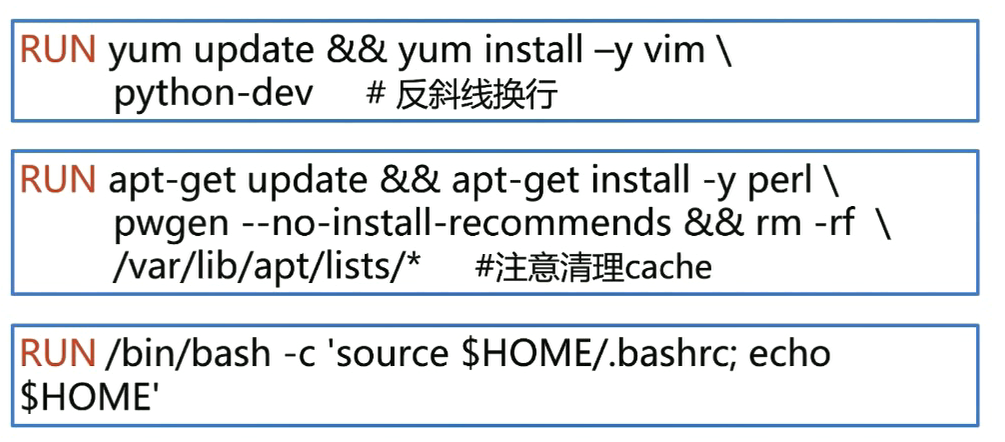 RUN yum update && yum install –y vim \
python-dev # 反斜线换行
RUN apt-get update && apt-get install -y perl \
pwgen --no-install-recommends && rm -rf \
/var/lib/apt/lists/* #注意清理cache
RUN /bin/bash -c 'source $HOME/.bashrc; echo
$HOME'